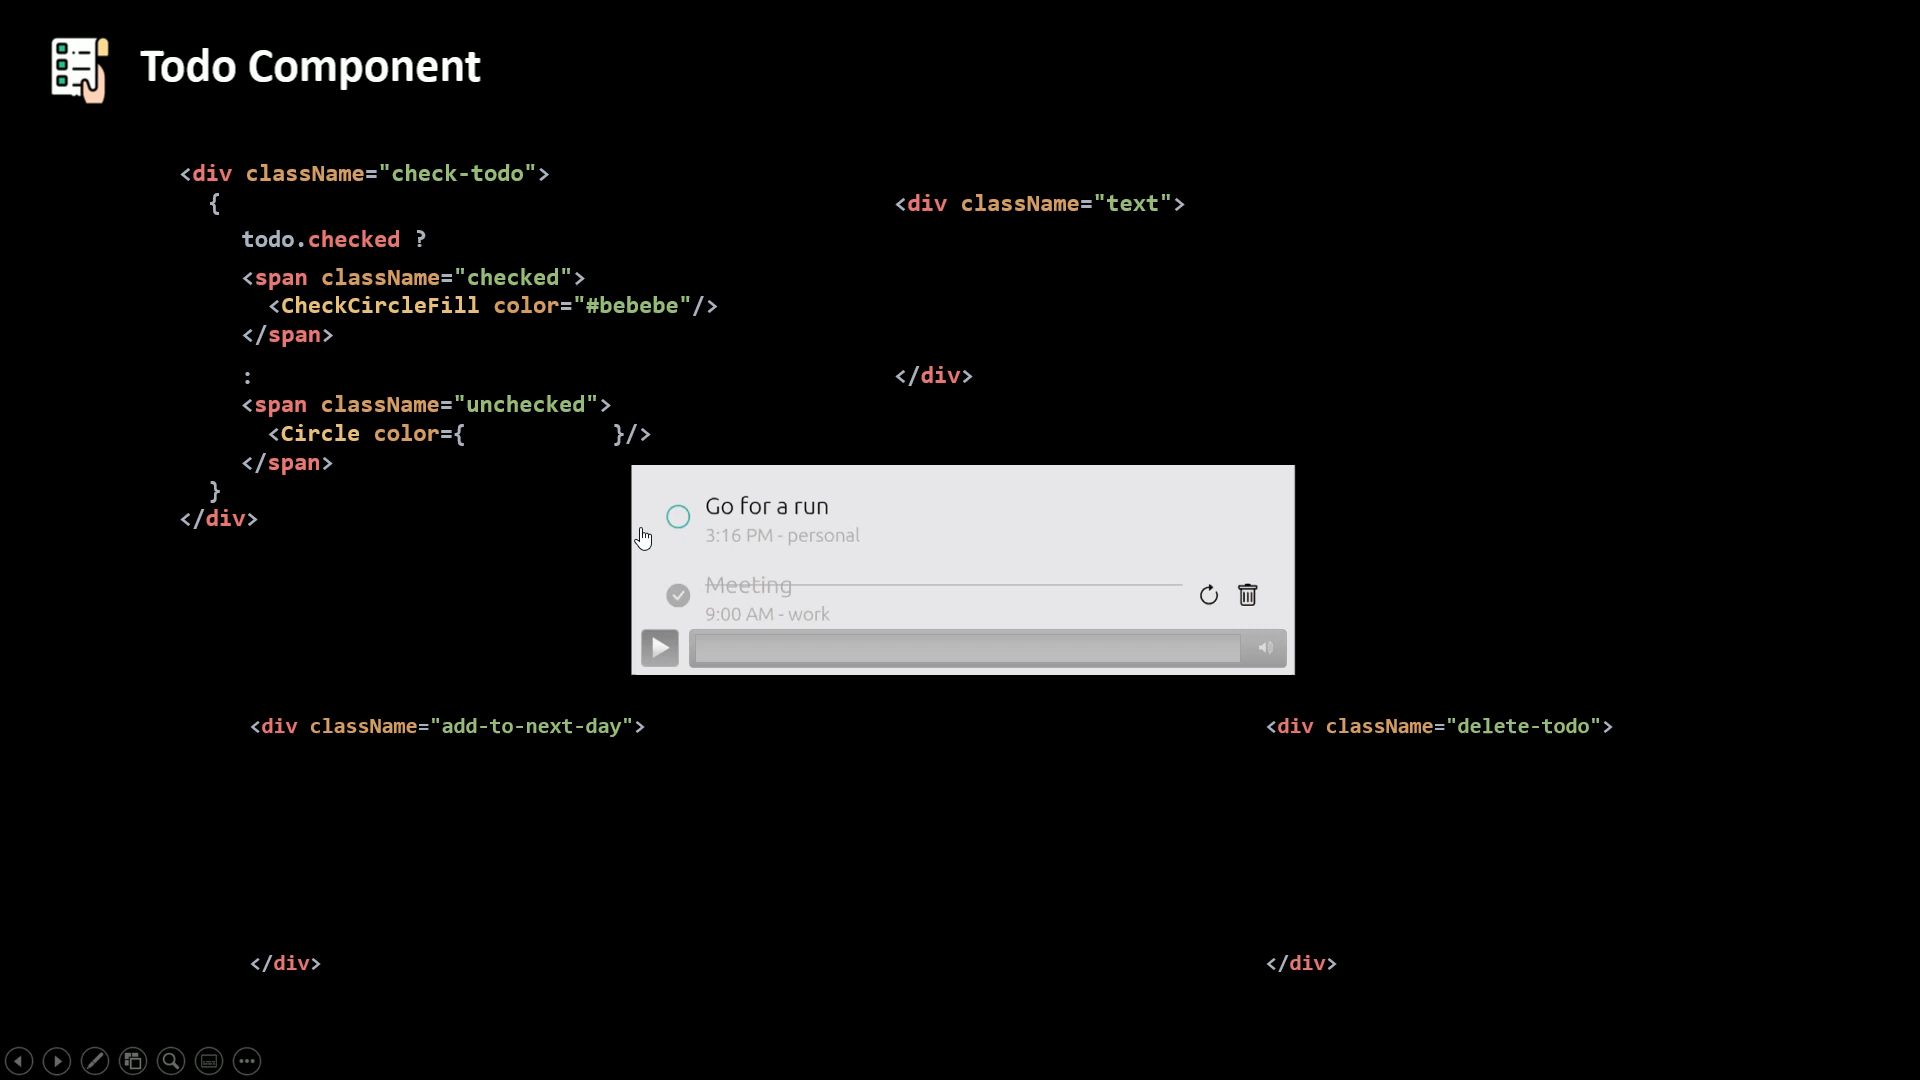 Todo Component
<div className="check-todo">
{
todo.checked ?
<span className="checked">
<CheckCircleFill color="#bebebe"/>
</span>
:
<span className="unchecked">
<Circle color={ }/>
</span>
}
</div>
<div className="text">
</div>
Go for a run
3:16 PM - personal
Meeting
9:00 AM - work
<div className="add-to-next-day">
</div>
<div className="delete-todo">
</div>